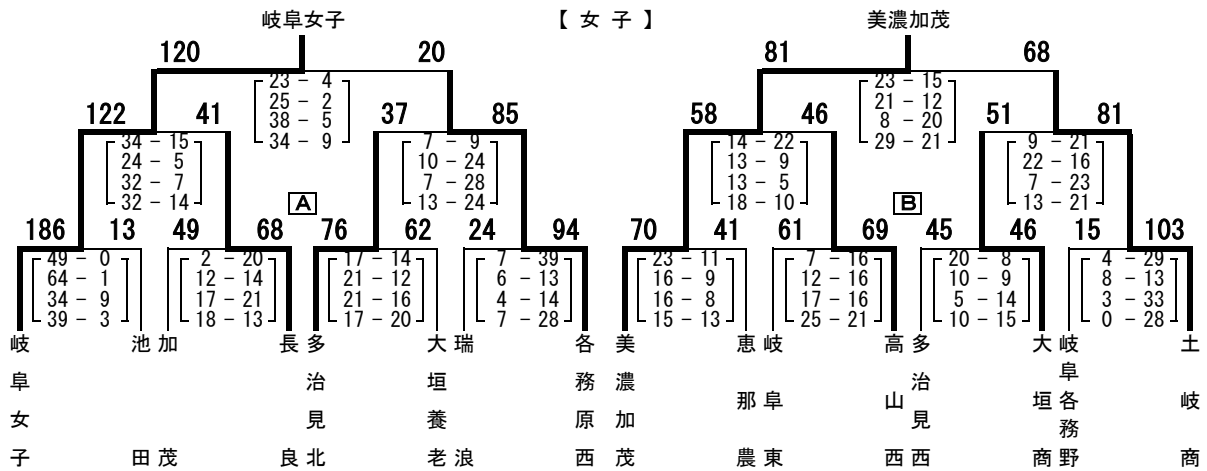 岐阜女子 【 女 子 】 美濃加茂
120 20 81 68
23 - 4 23 - 15
25 - 2 21 - 12
38 - 5 8 - 20
34 - 9 29 - 21
122 41 37 85 58 46 51 81
34 - 15 7 - 9 14 - 22 9 - 21
24 - 5 10 - 24 13 - 9 22 - 16
32 - 7 7 - 28 13 - 5 7 - 23
32 - 14 13 - 24 18 - 10 13 - 21
A B
186 13 49 68 76 62 24 94 70 41 61 69 45 46 15 103
49 - 0 2 - 20 17 - 14 7 - 39 23 - 11 7 - 16 20 - 8 4 - 29
64 - 1 12 - 14 21 - 12 6 - 13 16 - 9 12 - 16 10 - 9 8 - 13
34 - 9 17 - 21 21 - 16 4 - 14 16 - 8 17 - 16 5 - 14 3 - 33
39 - 3 18 - 13 17 - 20 7 - 28 15 - 13 25 - 21 10 - 15 0 - 28
岐阜女子
池田
加茂
長良
多治見北
大垣養老
瑞浪
各務原西
美濃加茂
恵那農
岐阜東
高山西
多治見西
大垣商
岐阜各務野
土岐商